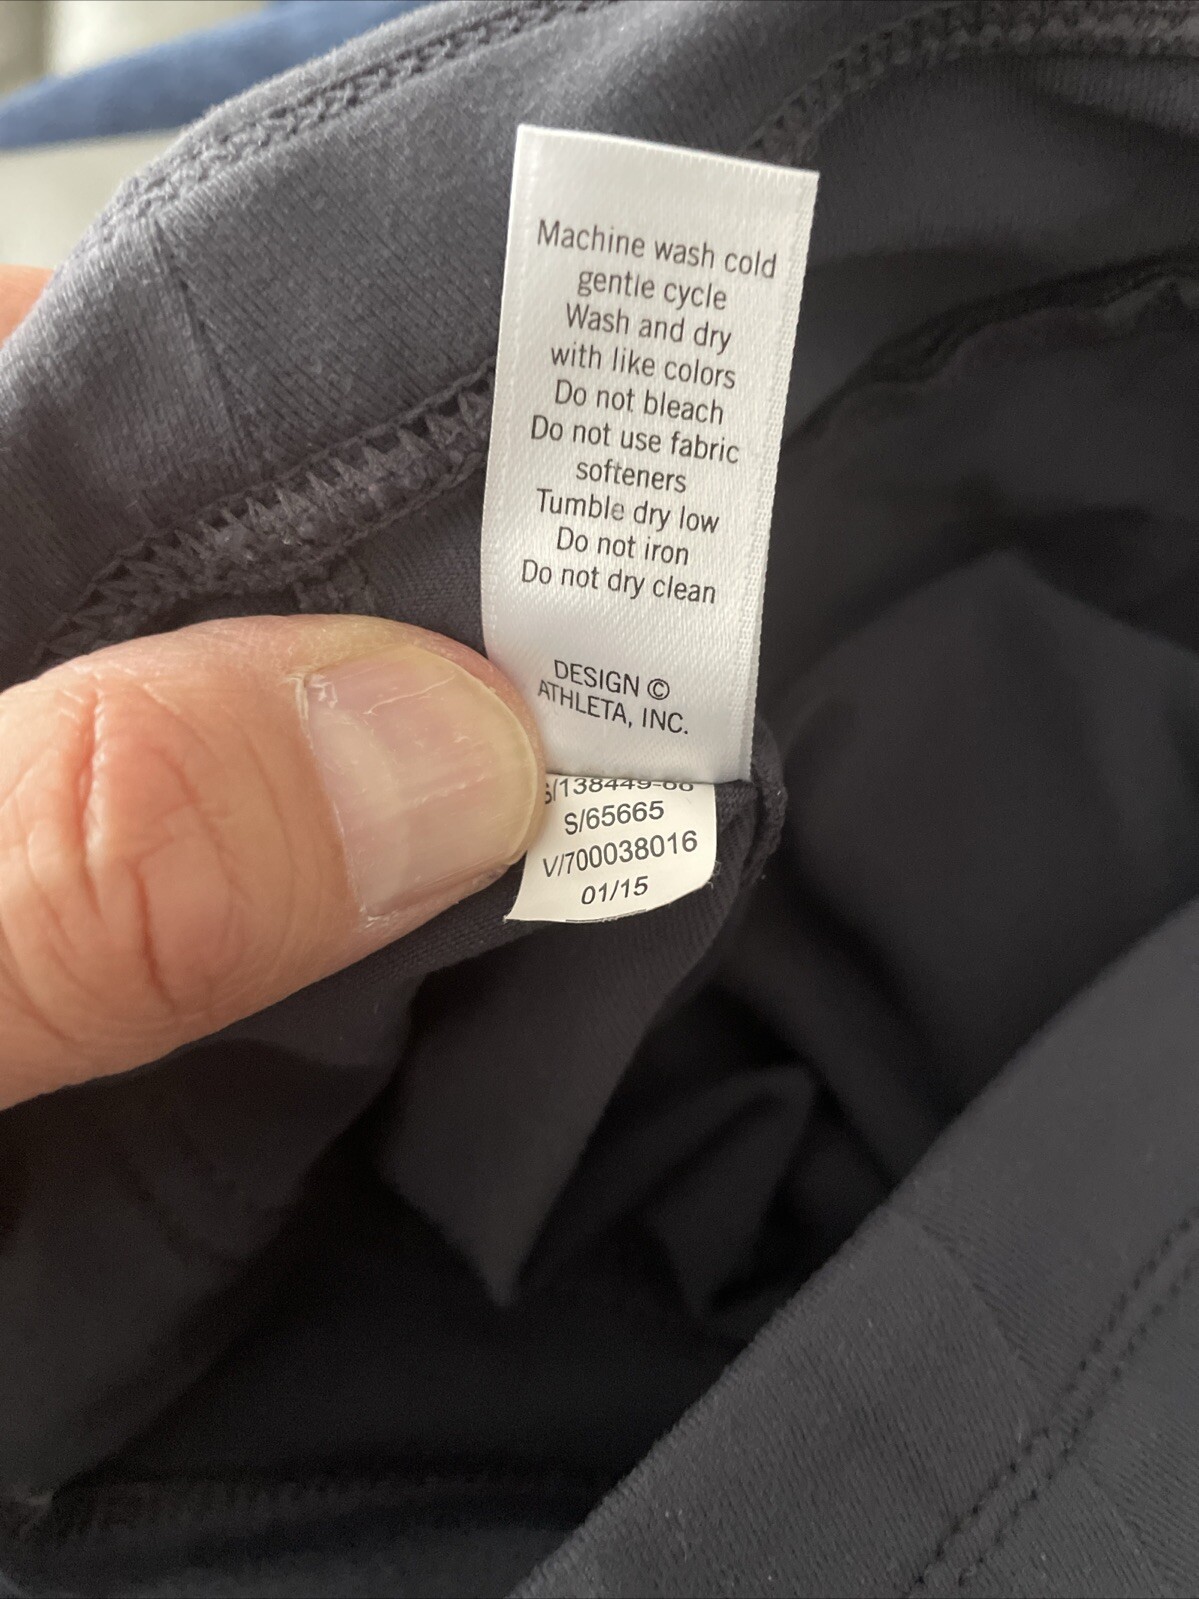 Machine wash cold
gentle cycle
Wash and dry
with like colors
Do not bleach
Do not use fabric
softeners
Tumble dry low
Do not iron
Do not dry clean
DESIGN ©
ATHLETA, INC.
S/65665
V/700038016
01/15